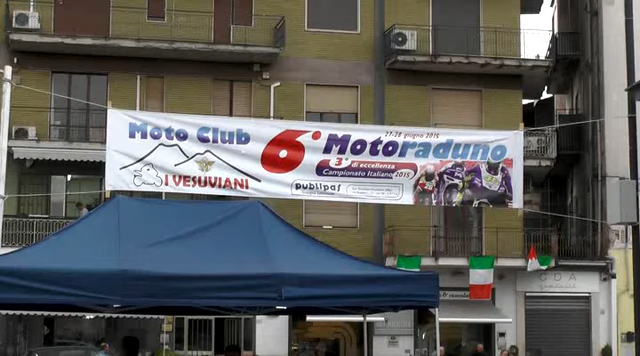 27-28 giugno 2015
Moto Club
6° Motoraduno
3° di eccellenza
Campionato Italiano 2015
I VESUVIANI
publipas